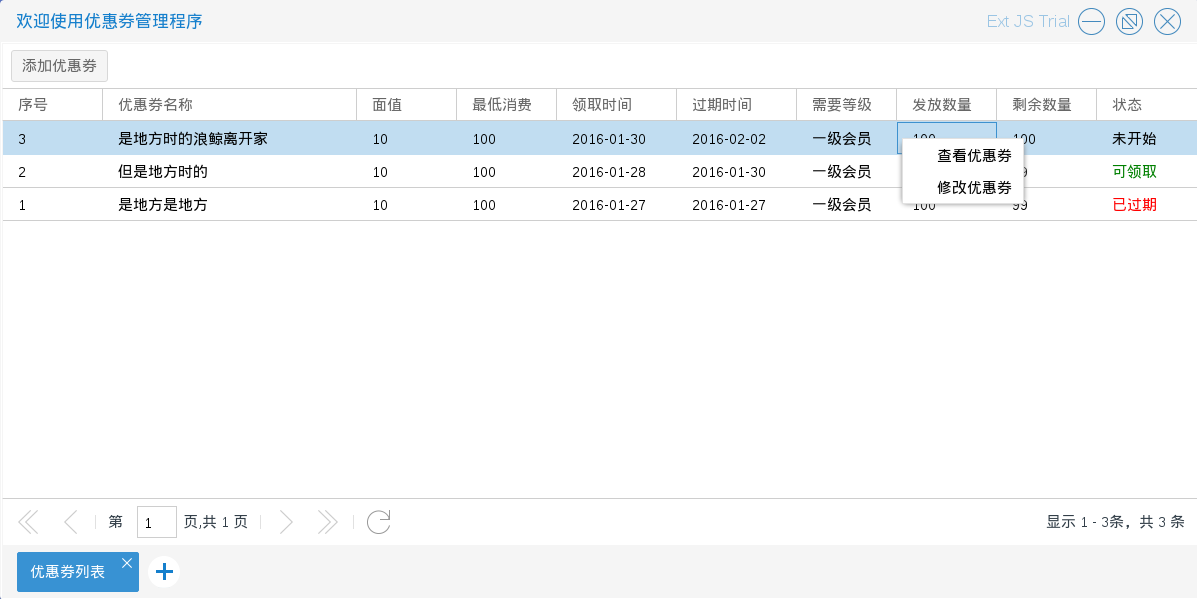 欢迎使用优惠券管理程序 Ext JS Trial
添加优惠券
序号 优惠券名称 面值 最低消费 领取时间 过期时间 需要等级 发放数量 剩余数量 状态
3 是地方时的浪鲸离开家 10 100 2016-01-30 2016-02-02 一级会员 100 100 未开始
查看优惠券
2 但是地方时的 10 100 2016-01-28 2016-01-30 一级会员 可领取
修改优惠券
1 是地方是地方 10 100 2016-01-27 2016-01-27 一级会员 100 99 已过期
第 1 页,共 1 页 显示 1 - 3条，共 3 条
优惠券列表